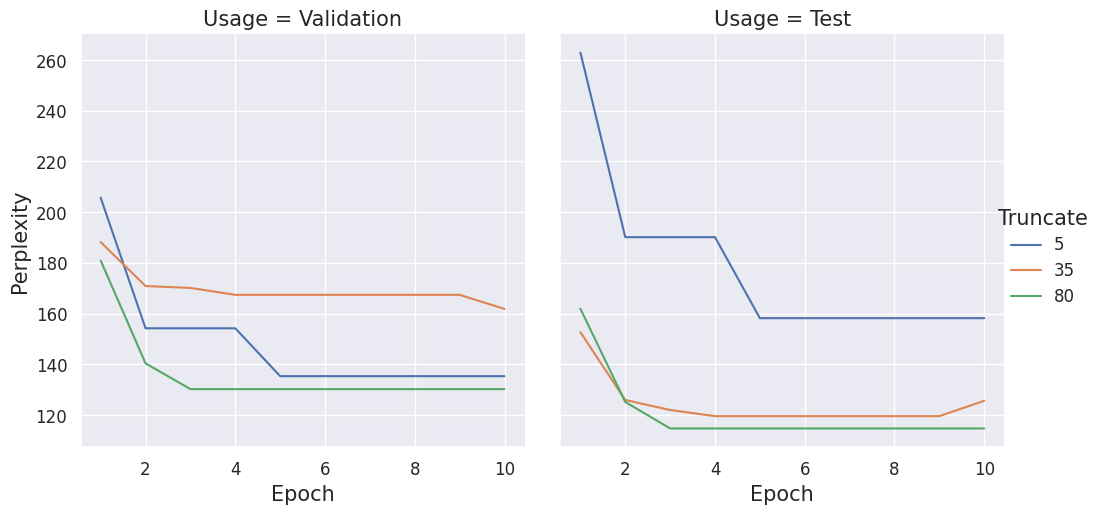 Usage = Validation
Usage = Test
260
240
220
200
180
160
140
120
Perplexity
2 4 6 8 10
2 4 6 8 10
Epoch
Epoch
Truncate
5
35
80